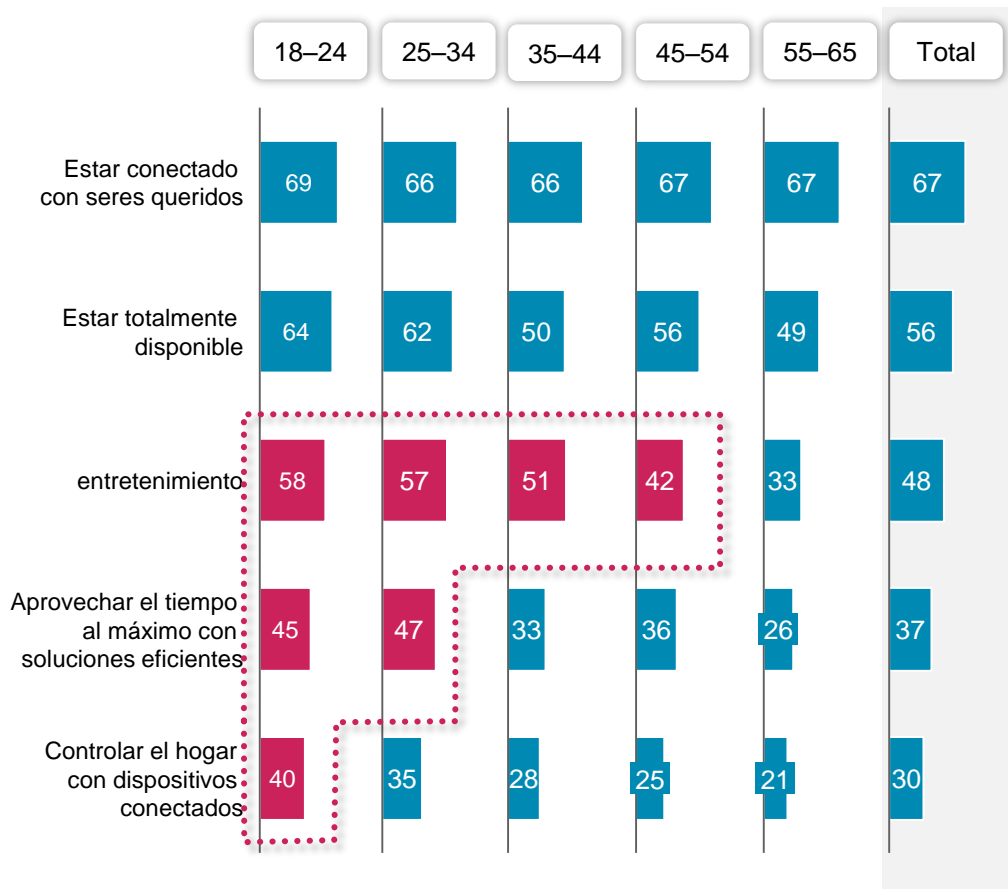 18–24 25–34 35–44 45–54 55–65 Total
Estar conectado
con seres queridos
69 66 66 67 67 67
Estar totalmente
disponible
64 62 50 56 49 56
entretenimiento
58 57 51 42 33 48
Aprovechar el tiempo
al máximo con
soluciones eficientes
45 47 33 36 26 37
Controlar el hogar
con dispositivos
conectados
40 35 28 25 21 30